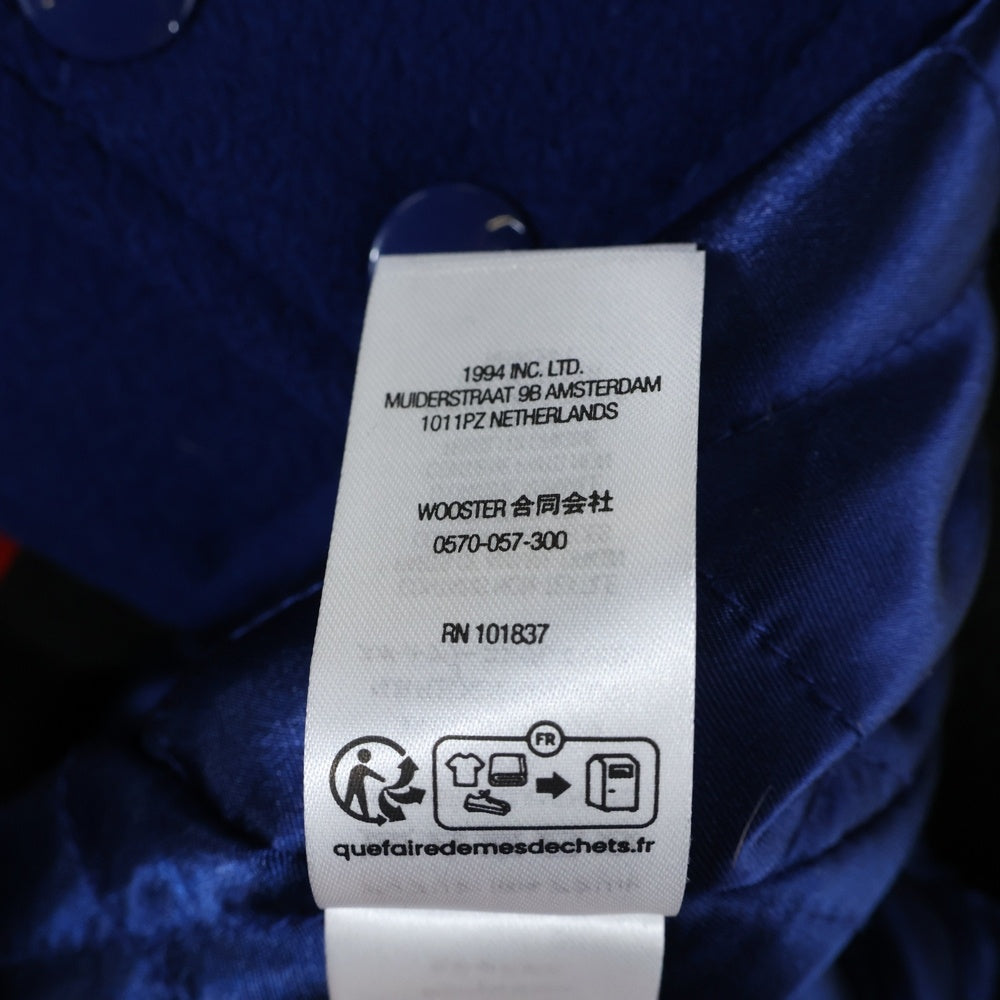 1994 INC. LTD.
MUIDERSTRAAT 9B AMSTERDAM
1011PZ NETHERLANDS
WOOSTER 合同会社
0570-057-300
RN 101837
FR
quefairedemesdechets.fr